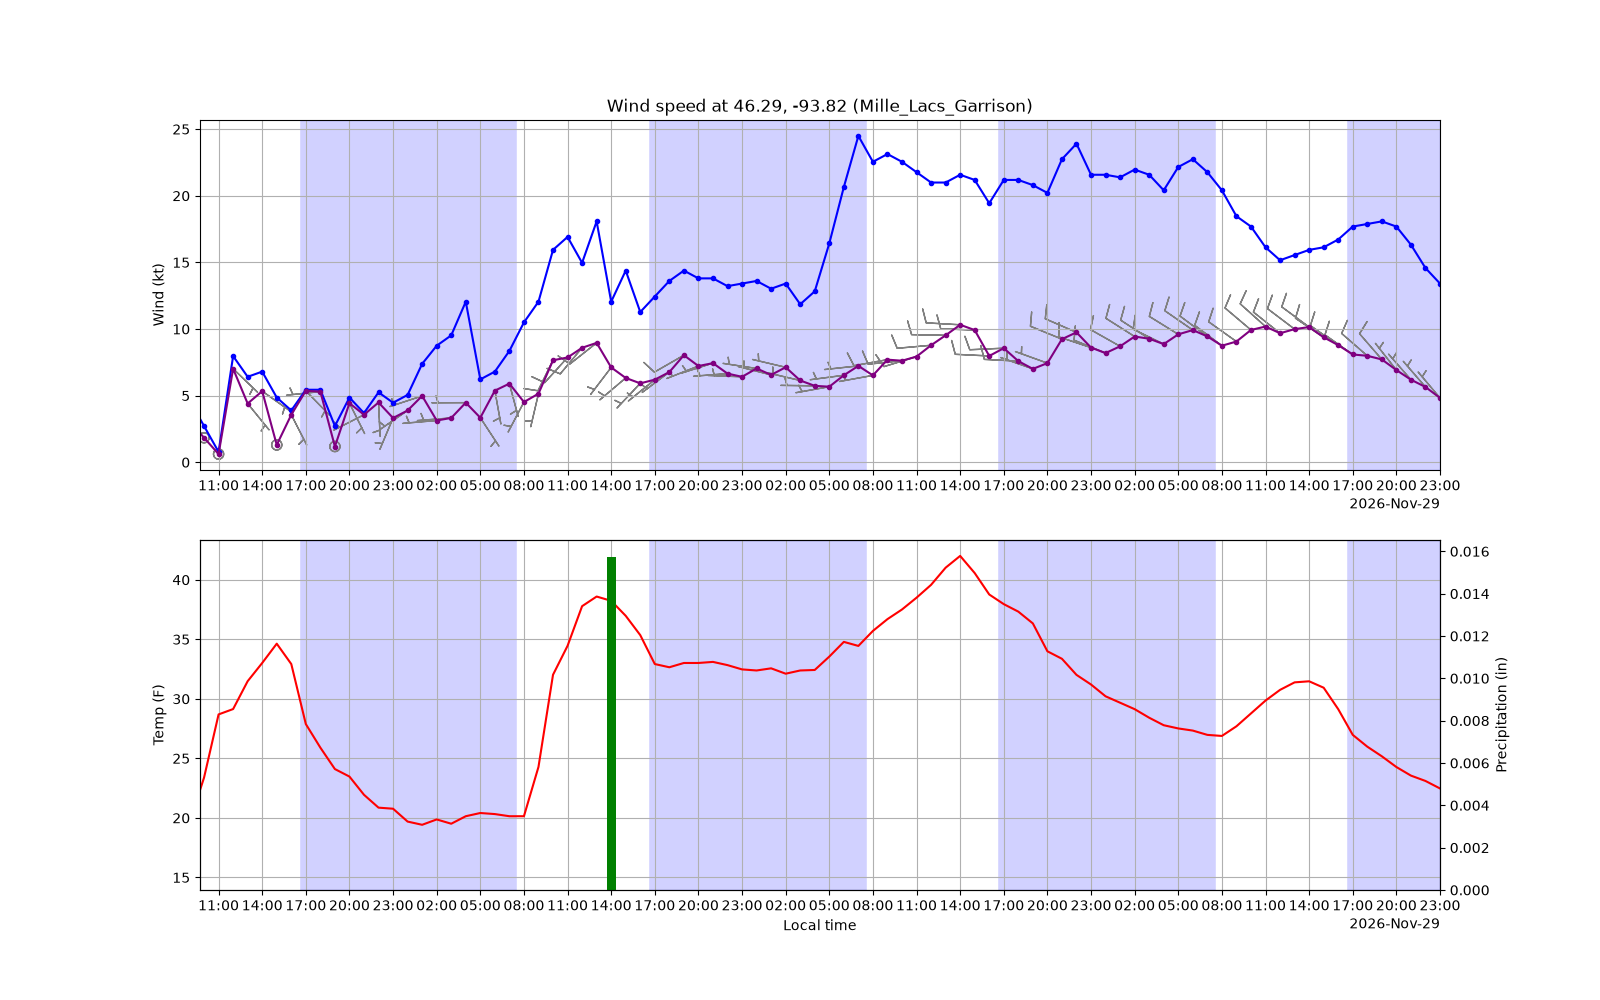 Wind speed at 46.29, -93.82 (Mille_Lacs_Garrison)
Wind (kt)
25
20
15
10
5
0
11:00 14:00 17:00 20:00 23:00 02:00 05:00 08:00 11:00 14:00 17:00 20:00 23:00 02:00 05:00 08:00 11:00 14:00 17:00 20:00 23:00 02:00 05:00 08:00 11:00 14:00 17:00 20:00 23:00
2026-Nov-29
Temp (F)
40
35
30
25
20
15
0.016
0.014
0.012
0.010
0.008
0.006
0.004
0.002
0.000
Precipitation (in)
11:00 14:00 17:00 20:00 23:00 02:00 05:00 08:00 11:00 14:00 17:00 20:00 23:00 02:00 05:00 08:00 11:00 14:00 17:00 20:00 23:00 02:00 05:00 08:00 11:00 14:00 17:00 20:00 23:00
Local time
2026-Nov-29